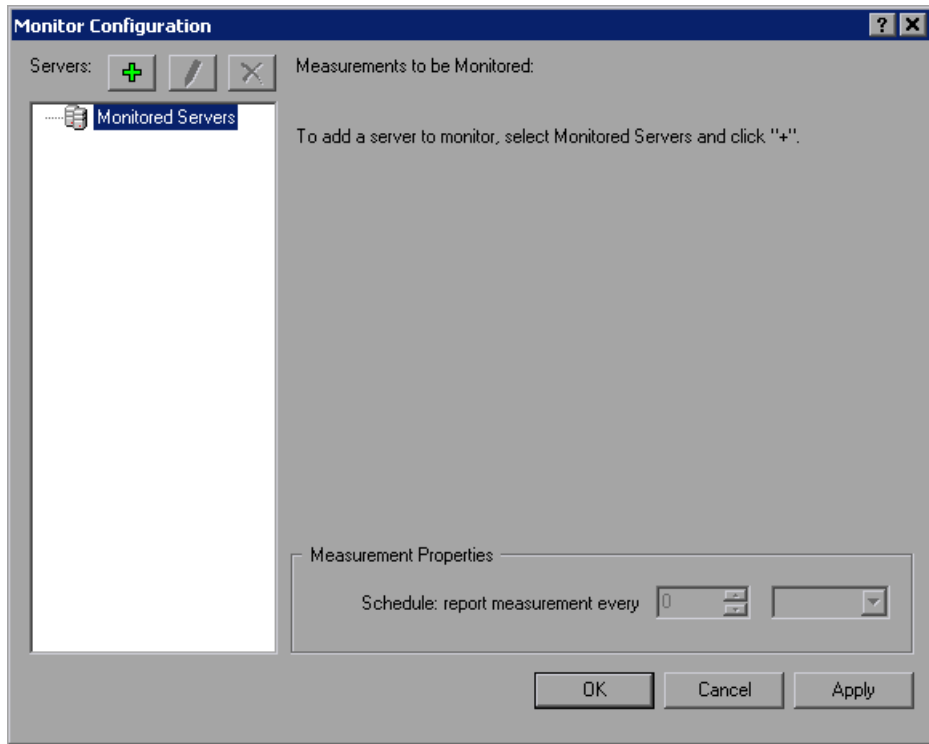 Monitor Configuration
Servers:
Measurements to be Monitored:
Monitored Servers
To add a server to monitor, select Monitored Servers and click "+".
Measurement Properties
Schedule: report measurement every 0
OK Cancel Apply